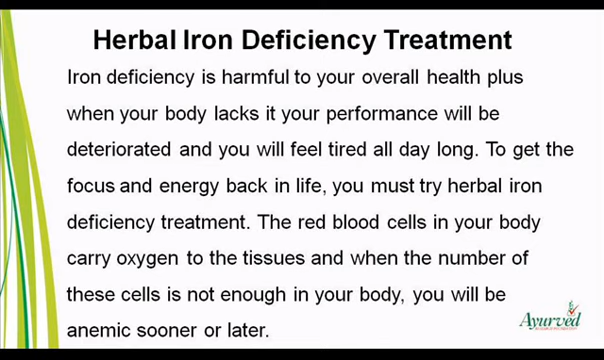 Herbal Iron Deficiency Treatment
Iron deficiency is harmful to your overall health plus
when your body lacks it your performance will be
deteriorated and you will feel tired all day long. To get the
focus and energy back in life, you must try herbal iron
deficiency treatment. The red blood cells in your body
carry oxygen to the tissues and when the number of
these cells is not enough in your body, you will be
anemic sooner or later.
Ayurved